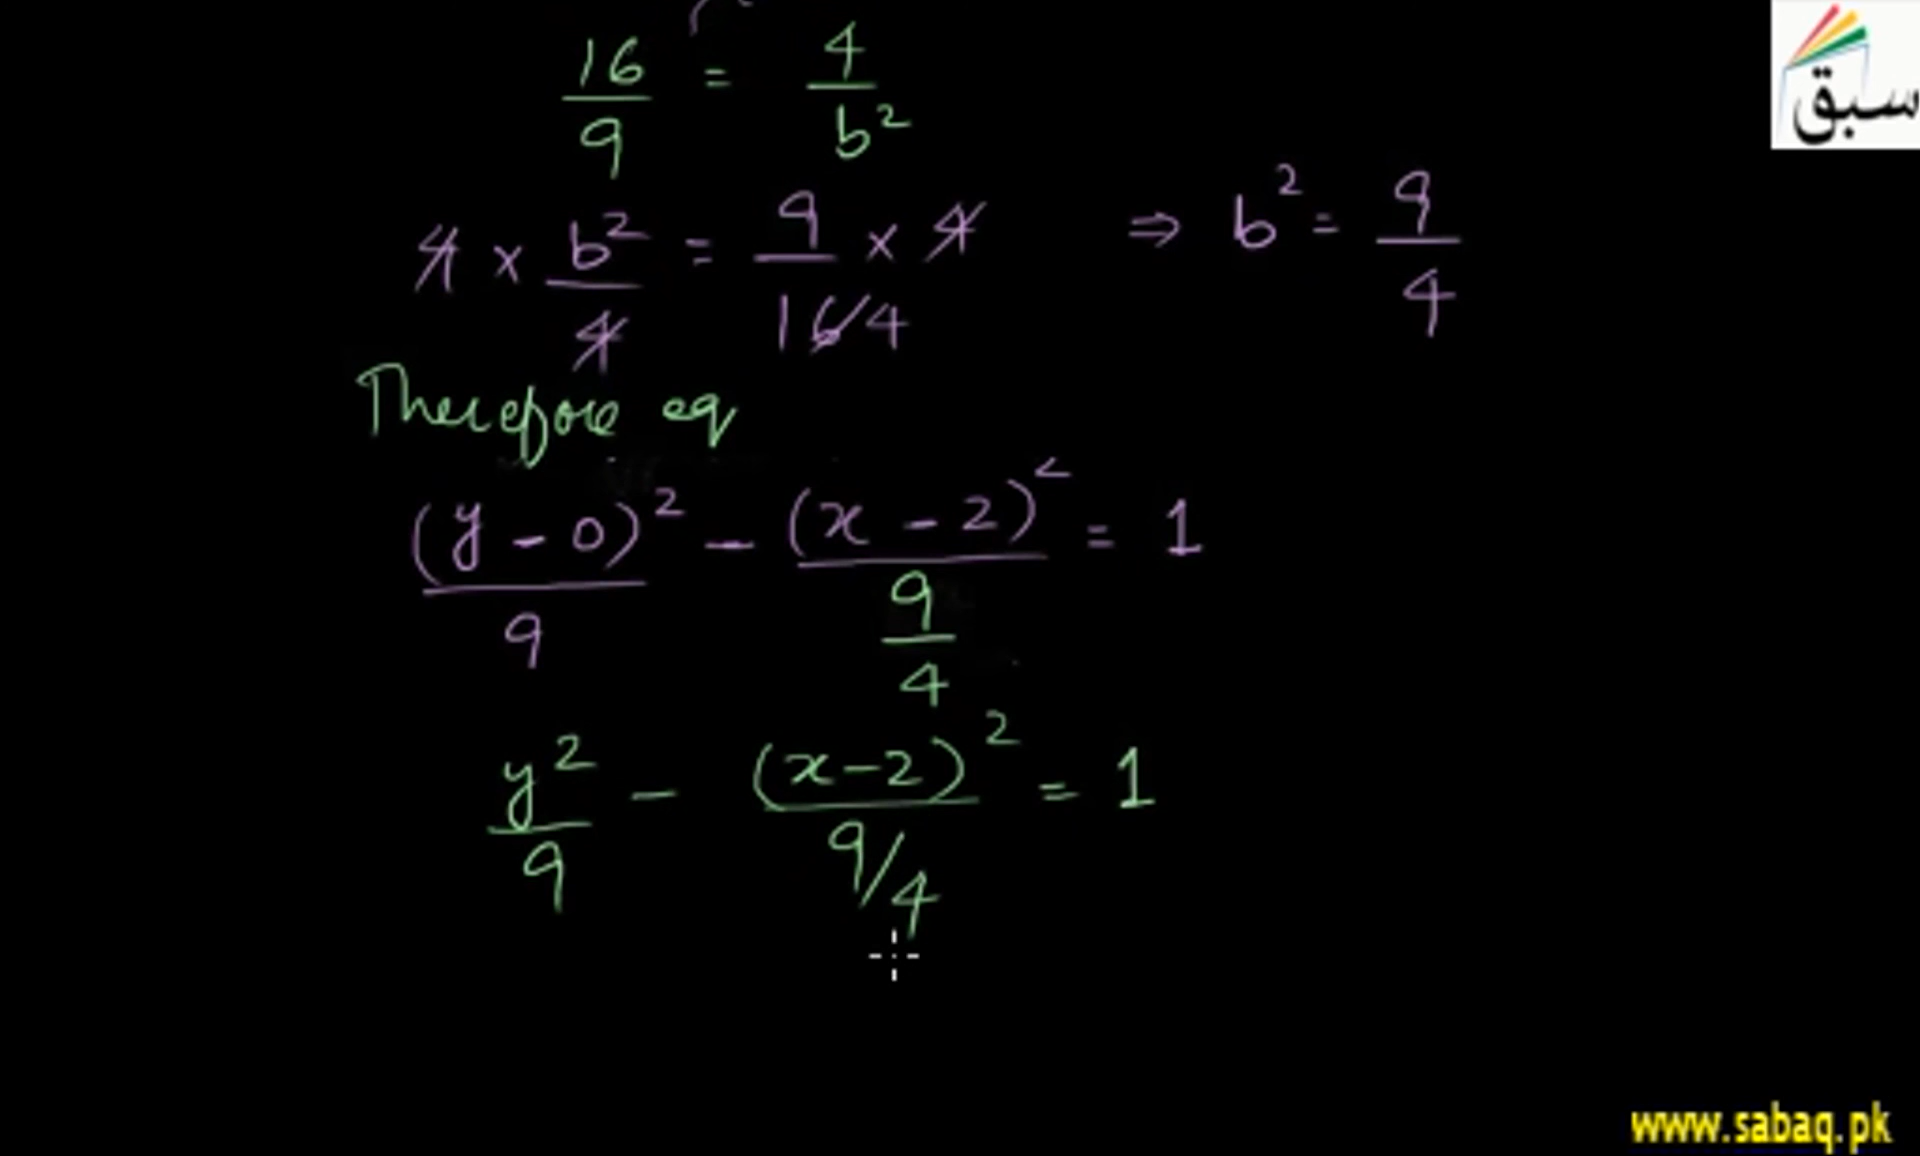 سبق
16/9 = 4/b²
4 × b²/4 = 9/16 4 × 4 ⇒ b² = 9/4
Therefore eq
(y - 0)²/9 - (x - 2)²/(9/4) = 1
y²/9 - (x-2)²/(9/4) = 1
www.sabaq.pk